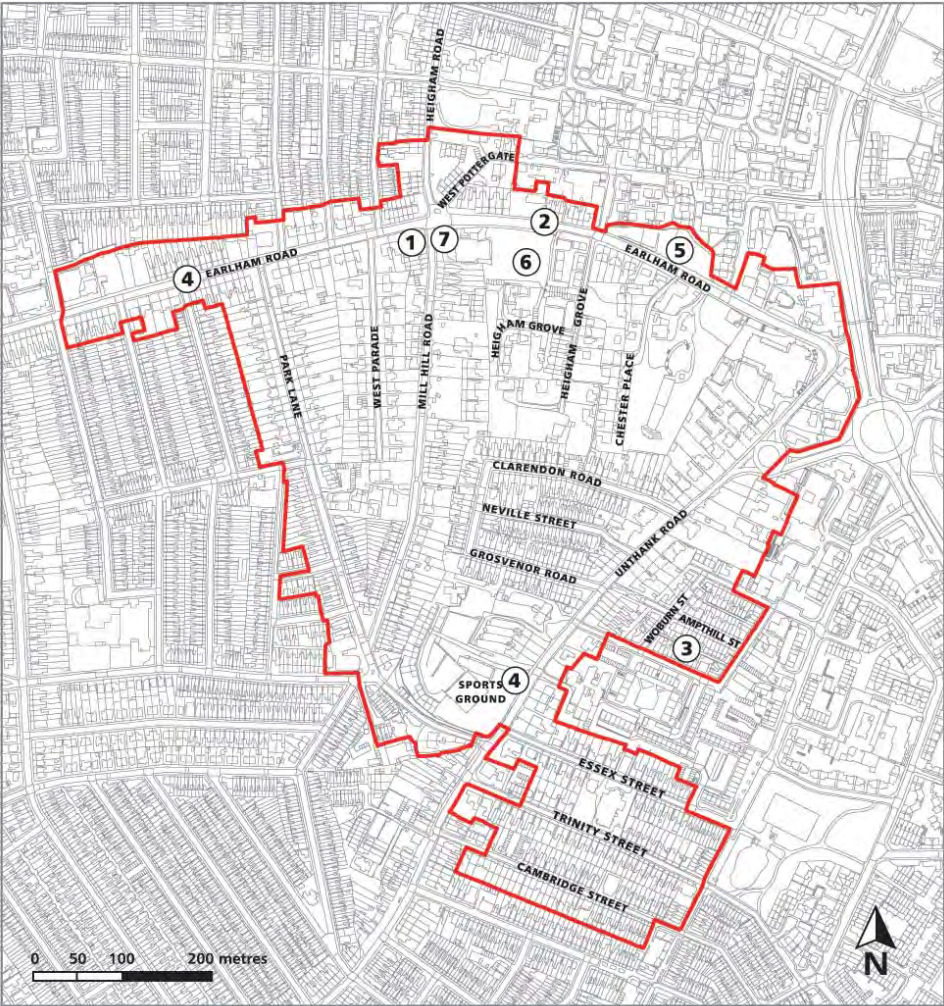 HEIGHAM ROAD
WEST POTTERGATE
2
1
7
5
6
4
EARLHAM ROAD
EARLHAM ROAD
HEIGHAM GROVE
HEIGHAM GROVE
WEST PARADE
MILL HILL ROAD
PARK LANE
CHESTER PLACE
CLARENDON ROAD
NEVILLE STREET
UNTHANK ROAD
GROSVENOR ROAD
WOBURN ST
AMPTHILL ST
3
SPORTS
GROUND
4
ESSEX STREET
TRINITY STREET
CAMBRIDGE STREET
0 50 100 200 metres
N